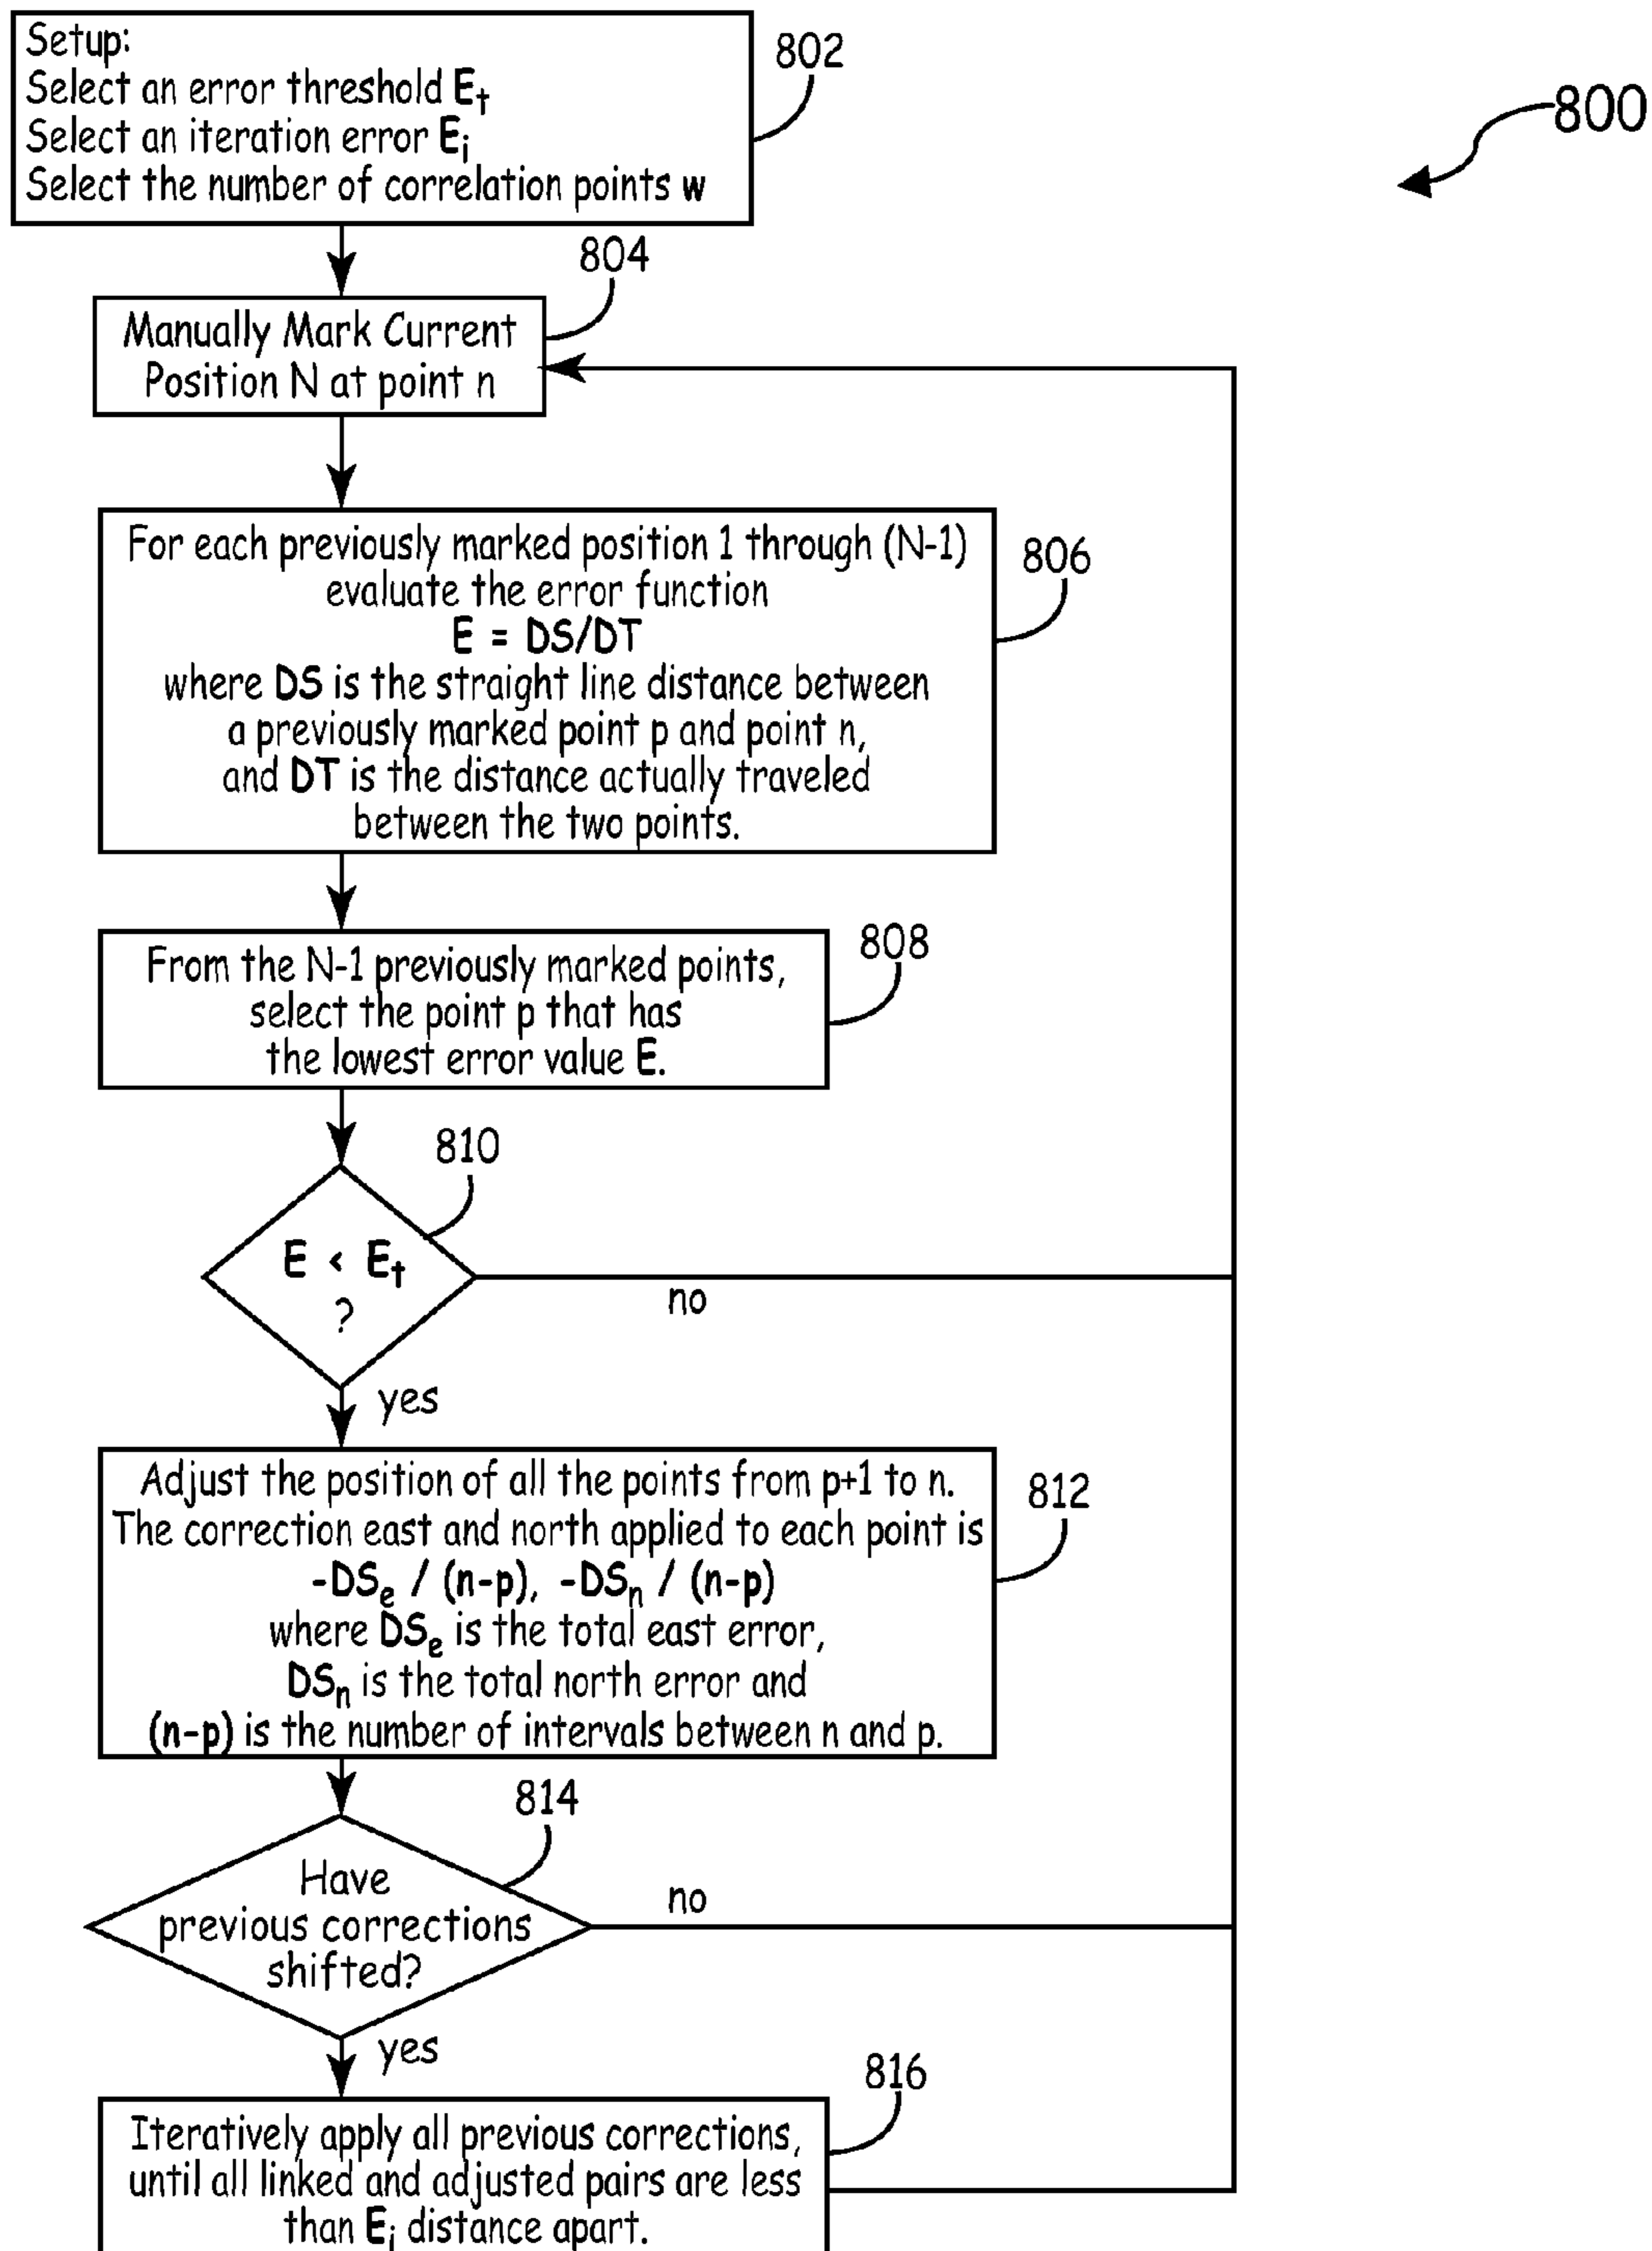 Setup:
Select an error threshold Et
Select an iteration error Ei
Select the number of correlation points w
802
800
804
Manually Mark Current
Position N at point n
For each previously marked position 1 through (N-1)
evaluate the error function
E = DS/DT
where DS is the straight line distance between
a previously marked point p and point n,
and DT is the distance actually traveled
between the two points.
806
From the N-1 previously marked points,
select the point p that has
the lowest error value E.
808
810
E < Et
?
no
yes
Adjust the position of all the points from p+1 to n.
The correction east and north applied to each point is
-DSe / (n-p), -DSn / (n-p)
where DSe is the total east error,
DSn is the total north error and
(n-p) is the number of intervals between n and p.
812
814
Have
previous corrections
shifted?
no
yes
816
Iteratively apply all previous corrections,
until all linked and adjusted pairs are less
than Ei distance apart.